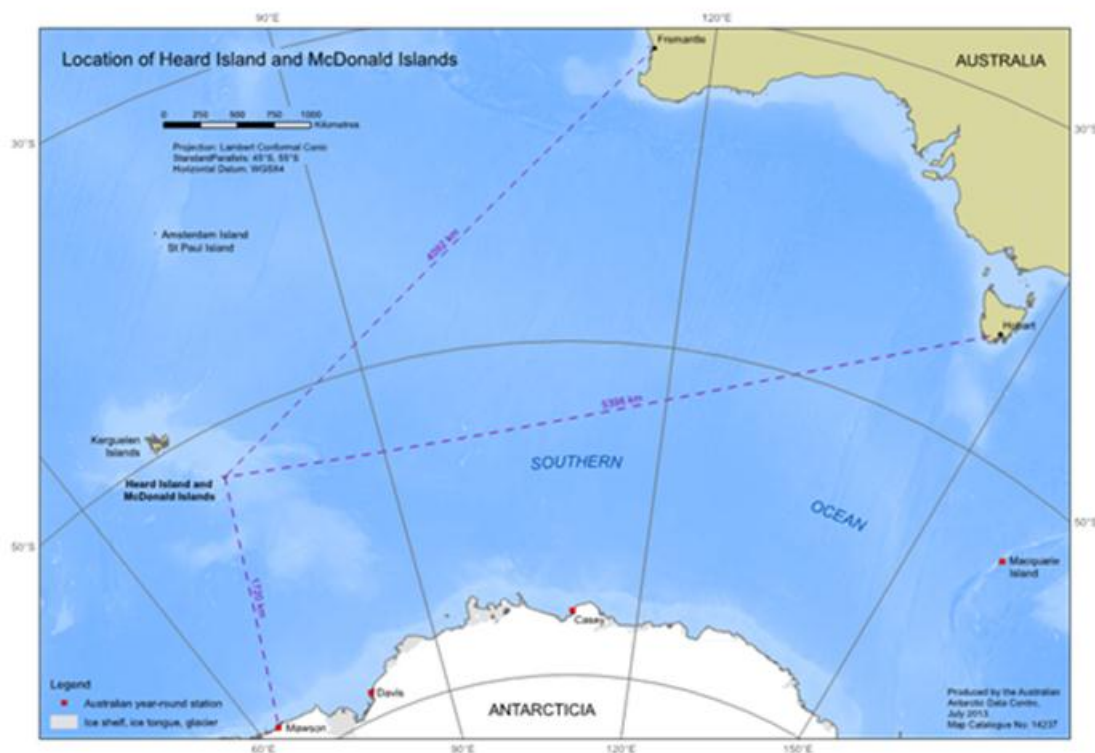 90°E
120°E
Location of Heard Island and McDonald Islands
Fremantle
AUSTRALIA
0 250 500 750 1000
Kilometres
30°S
30°S
Projection: Lambert Conformal Conic
StandardParallels: 45°S, 55°S
Horizontal Datum: WGS84
Amsterdam Island
St Paul Island
km
Hobart
km
Kerguelen
Islands
Heard Island and
McDonald Islands
SOUTHERN
OCEAN
50°S
50°S
Macquarie
Island
km
Casey
Legend
Australian year-round station
Ice shelf, ice tongue, glacier
Davis
Mawson
ANTARCTICIA
Produced by the Australian
Antarctic Data Centre,
July 2013
Map Catalogue No: 14237
60°E
90°E
120°E
150°E